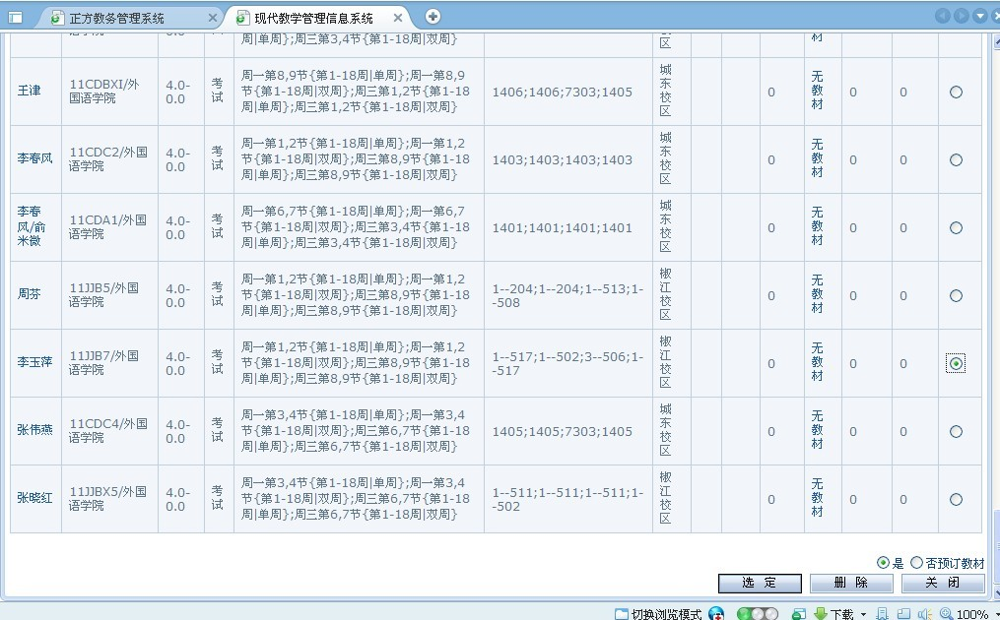 正方教务管理系统
现代教学管理信息系统
周|单周};周三第3,4节{第1-18周|双周}
区
材
王津
11CDBXI/外
国语学院
4.0-
0.0
考
试
周一第8,9节{第1-18周|单周};周一第8,9
节{第1-18周|双周};周三第1,2节{第1-18
周|单周};周三第1,2节{第1-18周|双周}
1406;1406;7303;1405
城
东
校
区
0
无
教
材
0
0
李春风
11CDC2/外国
语学院
4.0-
0.0
考
试
周一第1,2节{第1-18周|单周};周一第1,2
节{第1-18周|双周};周三第8,9节{第1-18
周|单周};周三第8,9节{第1-18周|双周}
1403;1403;1403;1403
城
东
校
区
0
无
教
材
0
0
李春
风/俞
米微
11CDA1/外国
语学院
4.0-
0.0
考
试
周一第6,7节{第1-18周|单周};周一第6,7
节{第1-18周|双周};周三第3,4节{第1-18
周|单周};周三第3,4节{第1-18周|双周}
1401;1401;1401;1401
城
东
校
区
0
无
教
材
0
0
周芬
11JJB5/外国
语学院
4.0-
0.0
考
试
周一第1,2节{第1-18周|单周};周一第1,2
节{第1-18周|双周};周三第8,9节{第1-18
周|单周};周三第8,9节{第1-18周|双周}
1--204;1--204;1--513;1-
-508
椒
江
校
区
0
无
教
材
0
0
李玉萍
11JJB7/外国
语学院
4.0-
0.0
考
试
周一第1,2节{第1-18周|单周};周一第1,2
节{第1-18周|双周};周三第8,9节{第1-18
周|单周};周三第8,9节{第1-18周|双周}
1--517;1--502;3--506;1-
-517
椒
江
校
区
0
无
教
材
0
0
张伟燕
11CDC4/外国
语学院
4.0-
0.0
考
试
周一第3,4节{第1-18周|单周};周一第3,4
节{第1-18周|双周};周三第6,7节{第1-18
周|单周};周三第6,7节{第1-18周|双周}
1405;1405;7303;1405
城
东
校
区
0
无
教
材
0
0
张晓红
11JJBX5/外国
语学院
4.0-
0.0
考
试
周一第3,4节{第1-18周|单周};周一第3,4
节{第1-18周|双周};周三第6,7节{第1-18
周|单周};周三第6,7节{第1-18周|双周}
1--511;1--511;1--511;1-
-502
椒
江
校
区
0
无
教
材
0
0
是 否预订教材
选 定 删 除 关 闭
切换浏览模式 下载 100%